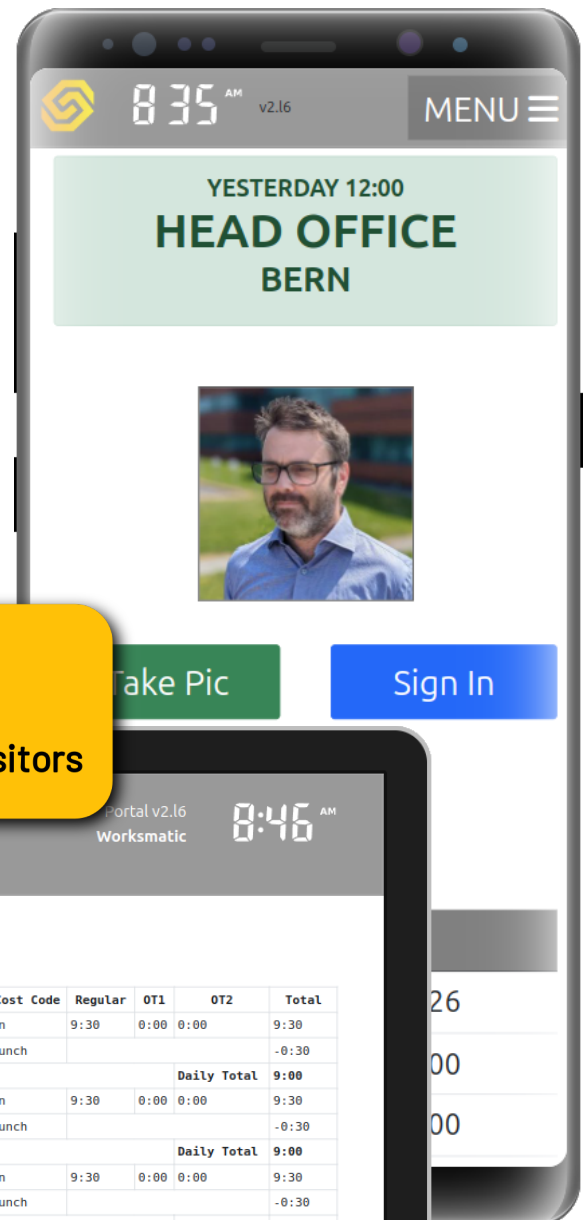 8 35 AM v2.l6 MENU
YESTERDAY 12:00
HEAD OFFICE
BERN
Take Pic Sign In
sitors
Portal v2.l6
Worksmatic
8:46 AM
Cost Code Regular OT1 OT2 Total
n 9:30 0:00 0:00 9:30
unch -0:30
Daily Total 9:00
n 9:30 0:00 0:00 9:30
unch -0:30
Daily Total 9:00
n 9:30 0:00 0:00 9:30
unch -0:30
26
00
00